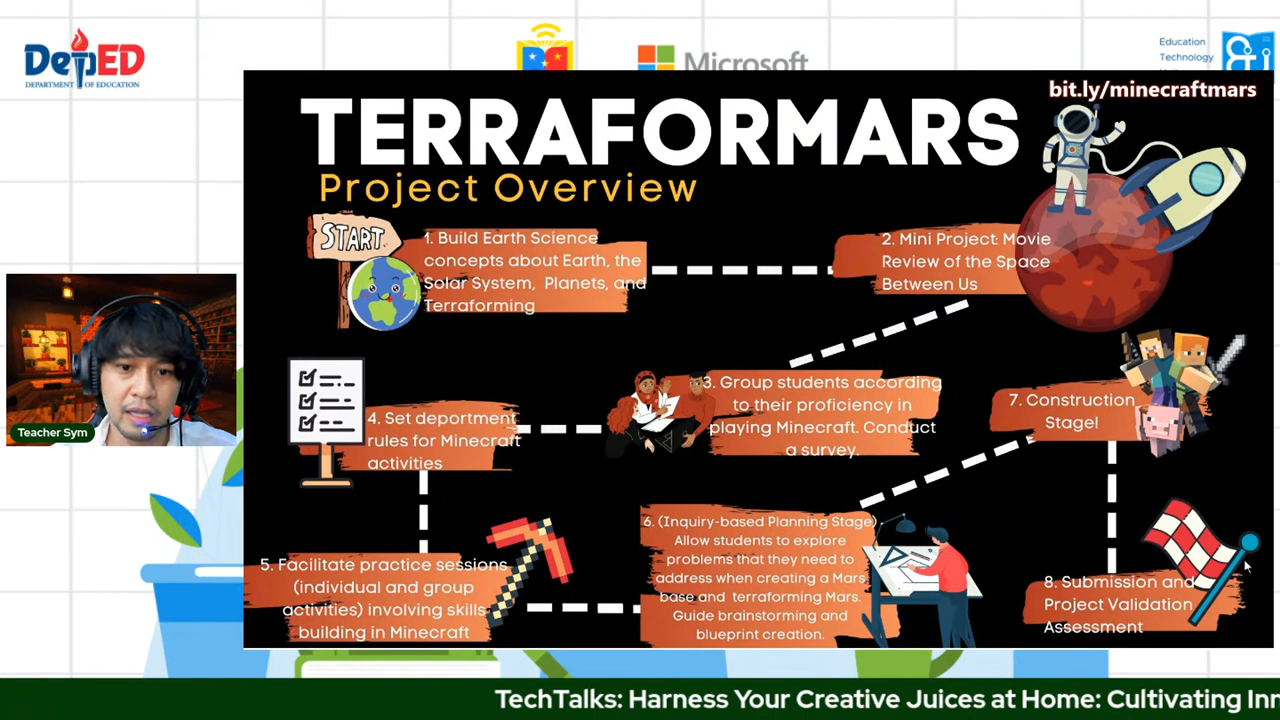 DepED
DEPARTMENT OF EDUCATION
Microsoft
Education
Technology
bit.ly/minecraftmars
TERRAFORMARS
Project Overview
START
1. Build Earth Science
concepts about Earth, the
Solar System, Planets, and
Terraforming
2. Mini Project: Movie
Review of the Space
Between Us
3. Group students according
to their proficiency in
playing Minecraft. Conduct
a survey.
4. Set deportment
rules for Minecraft
activities
5. Facilitate practice sessions
(individual and group
activities) involving skills
building in Minecraft
6. (Inquiry-based Planning Stage)
Allow students to explore
problems that they need to
address when creating a Mars
base and terraforming Mars.
Guide brainstorming and
blueprint creation.
7. Construction
Stage!
8. Submission and
Project Validation
Assessment
Teacher Sym
TechTalks: Harness Your Creative Juices at Home: Cultivating